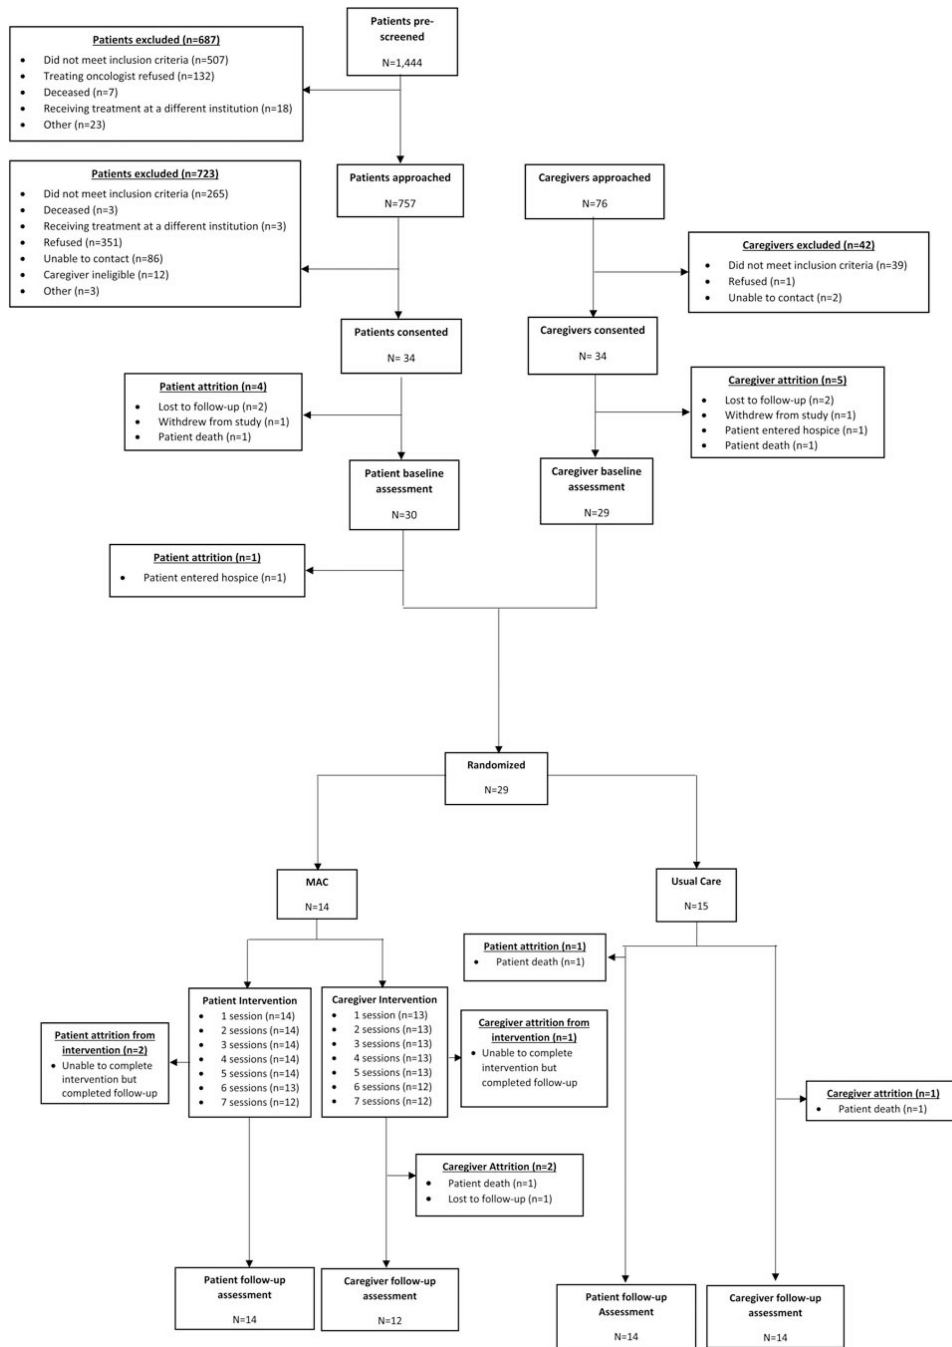 Patients pre-
screened
N=1,444
Patients excluded (n=687)
• Did not meet inclusion criteria (n=507)
• Treating oncologist refused (n=132)
• Deceased (n=7)
• Receiving treatment at a different institution (n=18)
• Other (n=23)
Patients approached
N=757
Caregivers approached
N=76
Patients excluded (n=723)
• Did not meet inclusion criteria (n=265)
• Deceased (n=3)
• Receiving treatment at a different institution (n=3)
• Refused (n=351)
• Unable to contact (n=86)
• Caregiver ineligible (n=12)
• Other (n=3)
Caregivers excluded (n=42)
• Did not meet inclusion criteria (n=39)
• Refused (n=1)
• Unable to contact (n=2)
Patients consented
N= 34
Caregivers consented
N= 34
Patient attrition (n=4)
• Lost to follow-up (n=2)
• Withdrew from study (n=1)
• Patient death (n=1)
Caregiver attrition (n=5)
• Lost to follow-up (n=2)
• Withdrew from study (n=1)
• Patient entered hospice (n=1)
• Patient death (n=1)
Patient baseline
assessment
N=30
Caregiver baseline
assessment
N=29
Patient attrition (n=1)
• Patient entered hospice (n=1)
Randomized
N=29
MAC
N=14
Usual Care
N=15
Patient attrition (n=1)
• Patient death (n=1)
Patient Intervention
• 1 session (n=14)
• 2 sessions (n=14)
• 3 sessions (n=14)
• 4 sessions (n=14)
• 5 sessions (n=14)
• 6 sessions (n=13)
• 7 sessions (n=12)
Caregiver Intervention
• 1 session (n=13)
• 2 sessions (n=13)
• 3 sessions (n=13)
• 4 sessions (n=13)
• 5 sessions (n=13)
• 6 sessions (n=12)
• 7 sessions (n=12)
Patient attrition from
intervention (n=2)
• Unable to complete
intervention but
completed follow-up
Caregiver attrition from
intervention (n=1)
• Unable to complete
intervention but
completed follow-up
Caregiver attrition (n=1)
• Patient death (n=1)
Caregiver Attrition (n=2)
• Patient death (n=1)
• Lost to follow-up (n=1)
Patient follow-up
assessment
N=14
Caregiver follow-up
assessment
N=12
Patient follow-up
Assessment
N=14
Caregiver follow-up
assessment
N=14